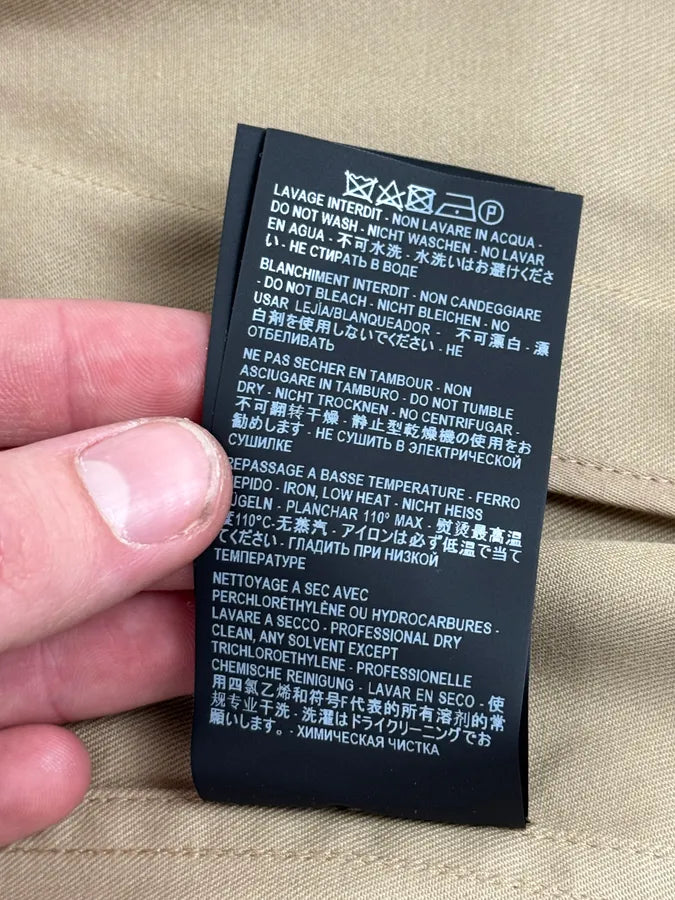 P
LAVAGE INTERDIT - NON LAVARE IN ACQUA -
DO NOT WASH - NICHT WASCHEN - NO LAVAR
EN AGUA - 不可水洗 - 水洗いはお避けくださ
い - НЕ СТИРАТЬ В ВОДЕ
BLANCHIMENT INTERDIT - NON CANDEGGIARE
- DO NOT BLEACH - NICHT BLEICHEN - NO
USAR LEJÍA/BLANQUEADOR - 不可漂白 - 漂
白剤を使用しないでください - НЕ
ОТБЕЛИВАТЬ
NE PAS SECHER EN TAMBOUR - NON
ASCIUGARE IN TAMBURO - DO NOT TUMBLE
DRY - NICHT TROCKNEN - NO CENTRIFUGAR -
不可翻转干燥 - 静止型乾燥機の使用をお
勧めします - НЕ СУШИТЬ В ЭЛЕКТРИЧЕСКОЙ
СУШИЛКЕ
REPASSAGE A BASSE TEMPERATURE - FERRO
TEPIDO - IRON, LOW HEAT - NICHT HEISS
BÜGELN - PLANCHAR 110° MAX - 熨烫最高温
度110°C-无蒸汽 - アイロンは必ず低温で当て
てください - ГЛАДИТЬ ПРИ НИЗКОЙ
ТЕМПЕРАТУРЕ
NETTOYAGE A SEC AVEC
PERCHLORÉTHYLÈNE OU HYDROCARBURES -
LAVARE A SECCO - PROFESSIONAL DRY
CLEAN, ANY SOLVENT EXCEPT
TRICHLOROETHYLENE - PROFESSIONELLE
CHEMISCHE REINIGUNG - LAVAR EN SECO - 使
用四氯乙烯和符号F代表的所有溶剂的常
规专业干洗 - 洗濯はドライクリーニングでお
願いします。 - ХИМИЧЕСКАЯ ЧИСТКА